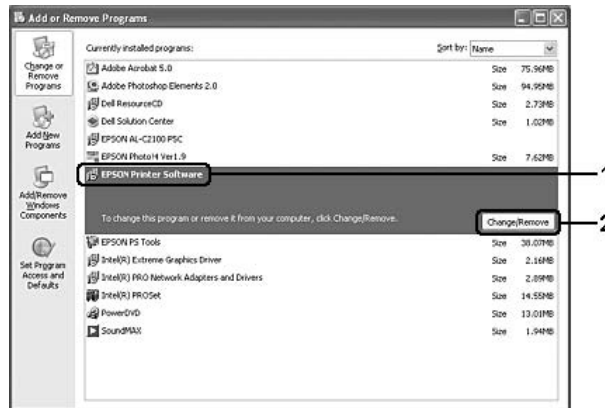 Add or Remove Programs
Change or
Remove
Programs
Add New
Programs
Add/Remove
Windows
Components
Set Program
Access and
Defaults
Currently installed programs:
Sort by: Name
Adobe Acrobat 5.0 Size 75.96MB
Adobe Photoshop Elements 2.0 Size 94.95MB
Dell ResourceCD Size 2.73MB
Dell Solution Center Size 1.02MB
EPSON AL-C2100 PSC
EPSON Photo!4 Ver1.9 Size 7.62MB
EPSON Printer Software 1
To change this program or remove it from your computer, click Change/Remove.
Change/Remove 2
EPSON PS Tools Size 38.07MB
Intel(R) Extreme Graphics Driver Size 2.16MB
Intel(R) PRO Network Adapters and Drivers Size 2.89MB
Intel(R) PROSet Size 14.55MB
PowerDVD Size 13.01MB
SoundMAX Size 1.94MB